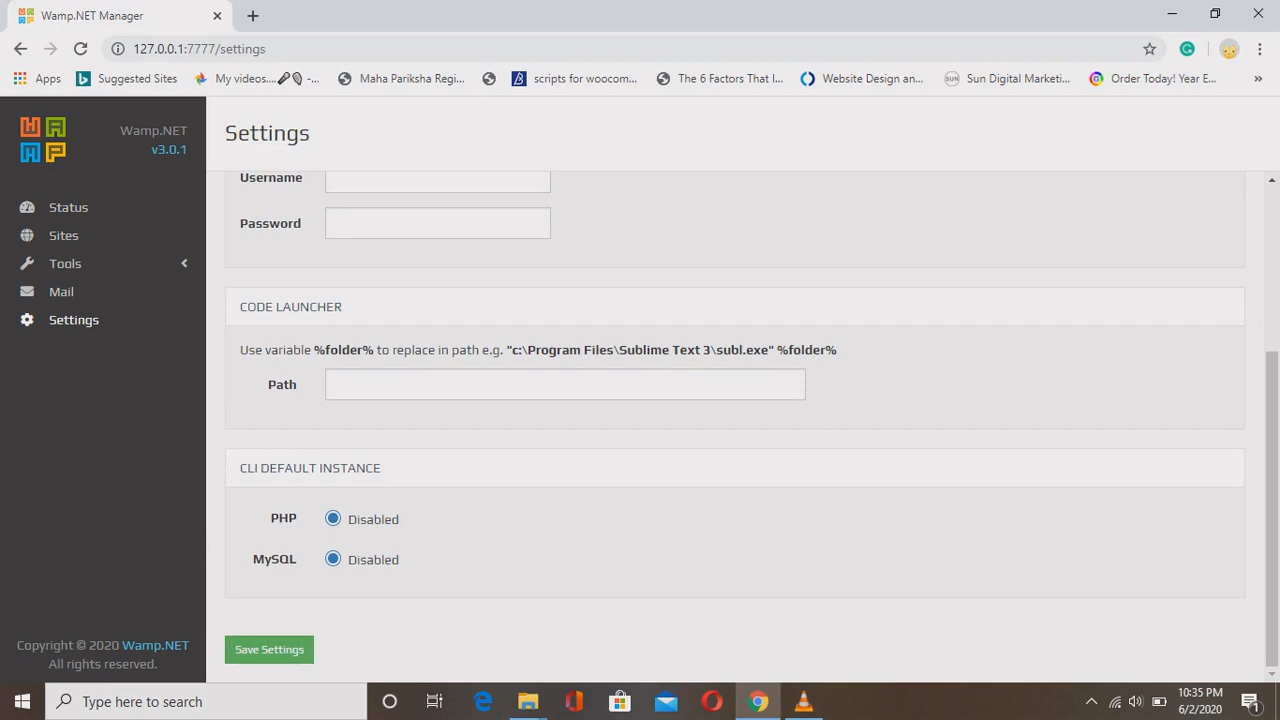 Wamp.NET Manager
127.0.0.1:7777/settings
Apps
Suggested Sites
My videos....🎤🎙 -...
Maha Pariksha Regi...
scripts for woocom...
The 6 Factors That I...
Website Design an...
Sun Digital Marketi...
Order Today! Year E...
»
WAMP
Wamp.NET
v3.0.1
Status
Sites
Tools
Mail
Settings
Copyright © 2020 Wamp.NET
All rights reserved.
Settings
Username
Password
CODE LAUNCHER
Use variable %folder% to replace in path e.g. "c:\Program Files\Sublime Text 3\subl.exe" %folder%
Path
CLI DEFAULT INSTANCE
PHP Disabled
MySQL Disabled
Save Settings
Type here to search
10:35 PM
6/2/2020
1